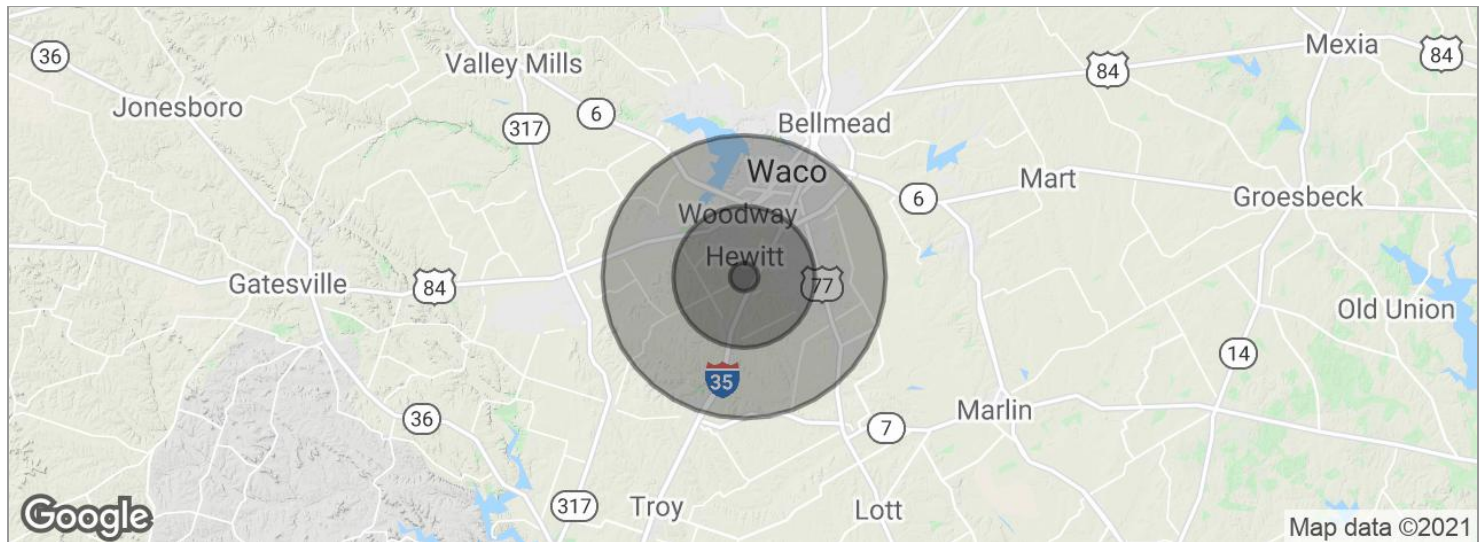 Mexia
36
84
Valley Mills
84
Jonesboro
6
317
Bellmead
Waco
Mart
6
Groesbeck
Woodway
Hewitt
Gatesville
84
77
Old Union
14
35
Marlin
36
7
317
Troy
Lott
Google
Map data ©2021